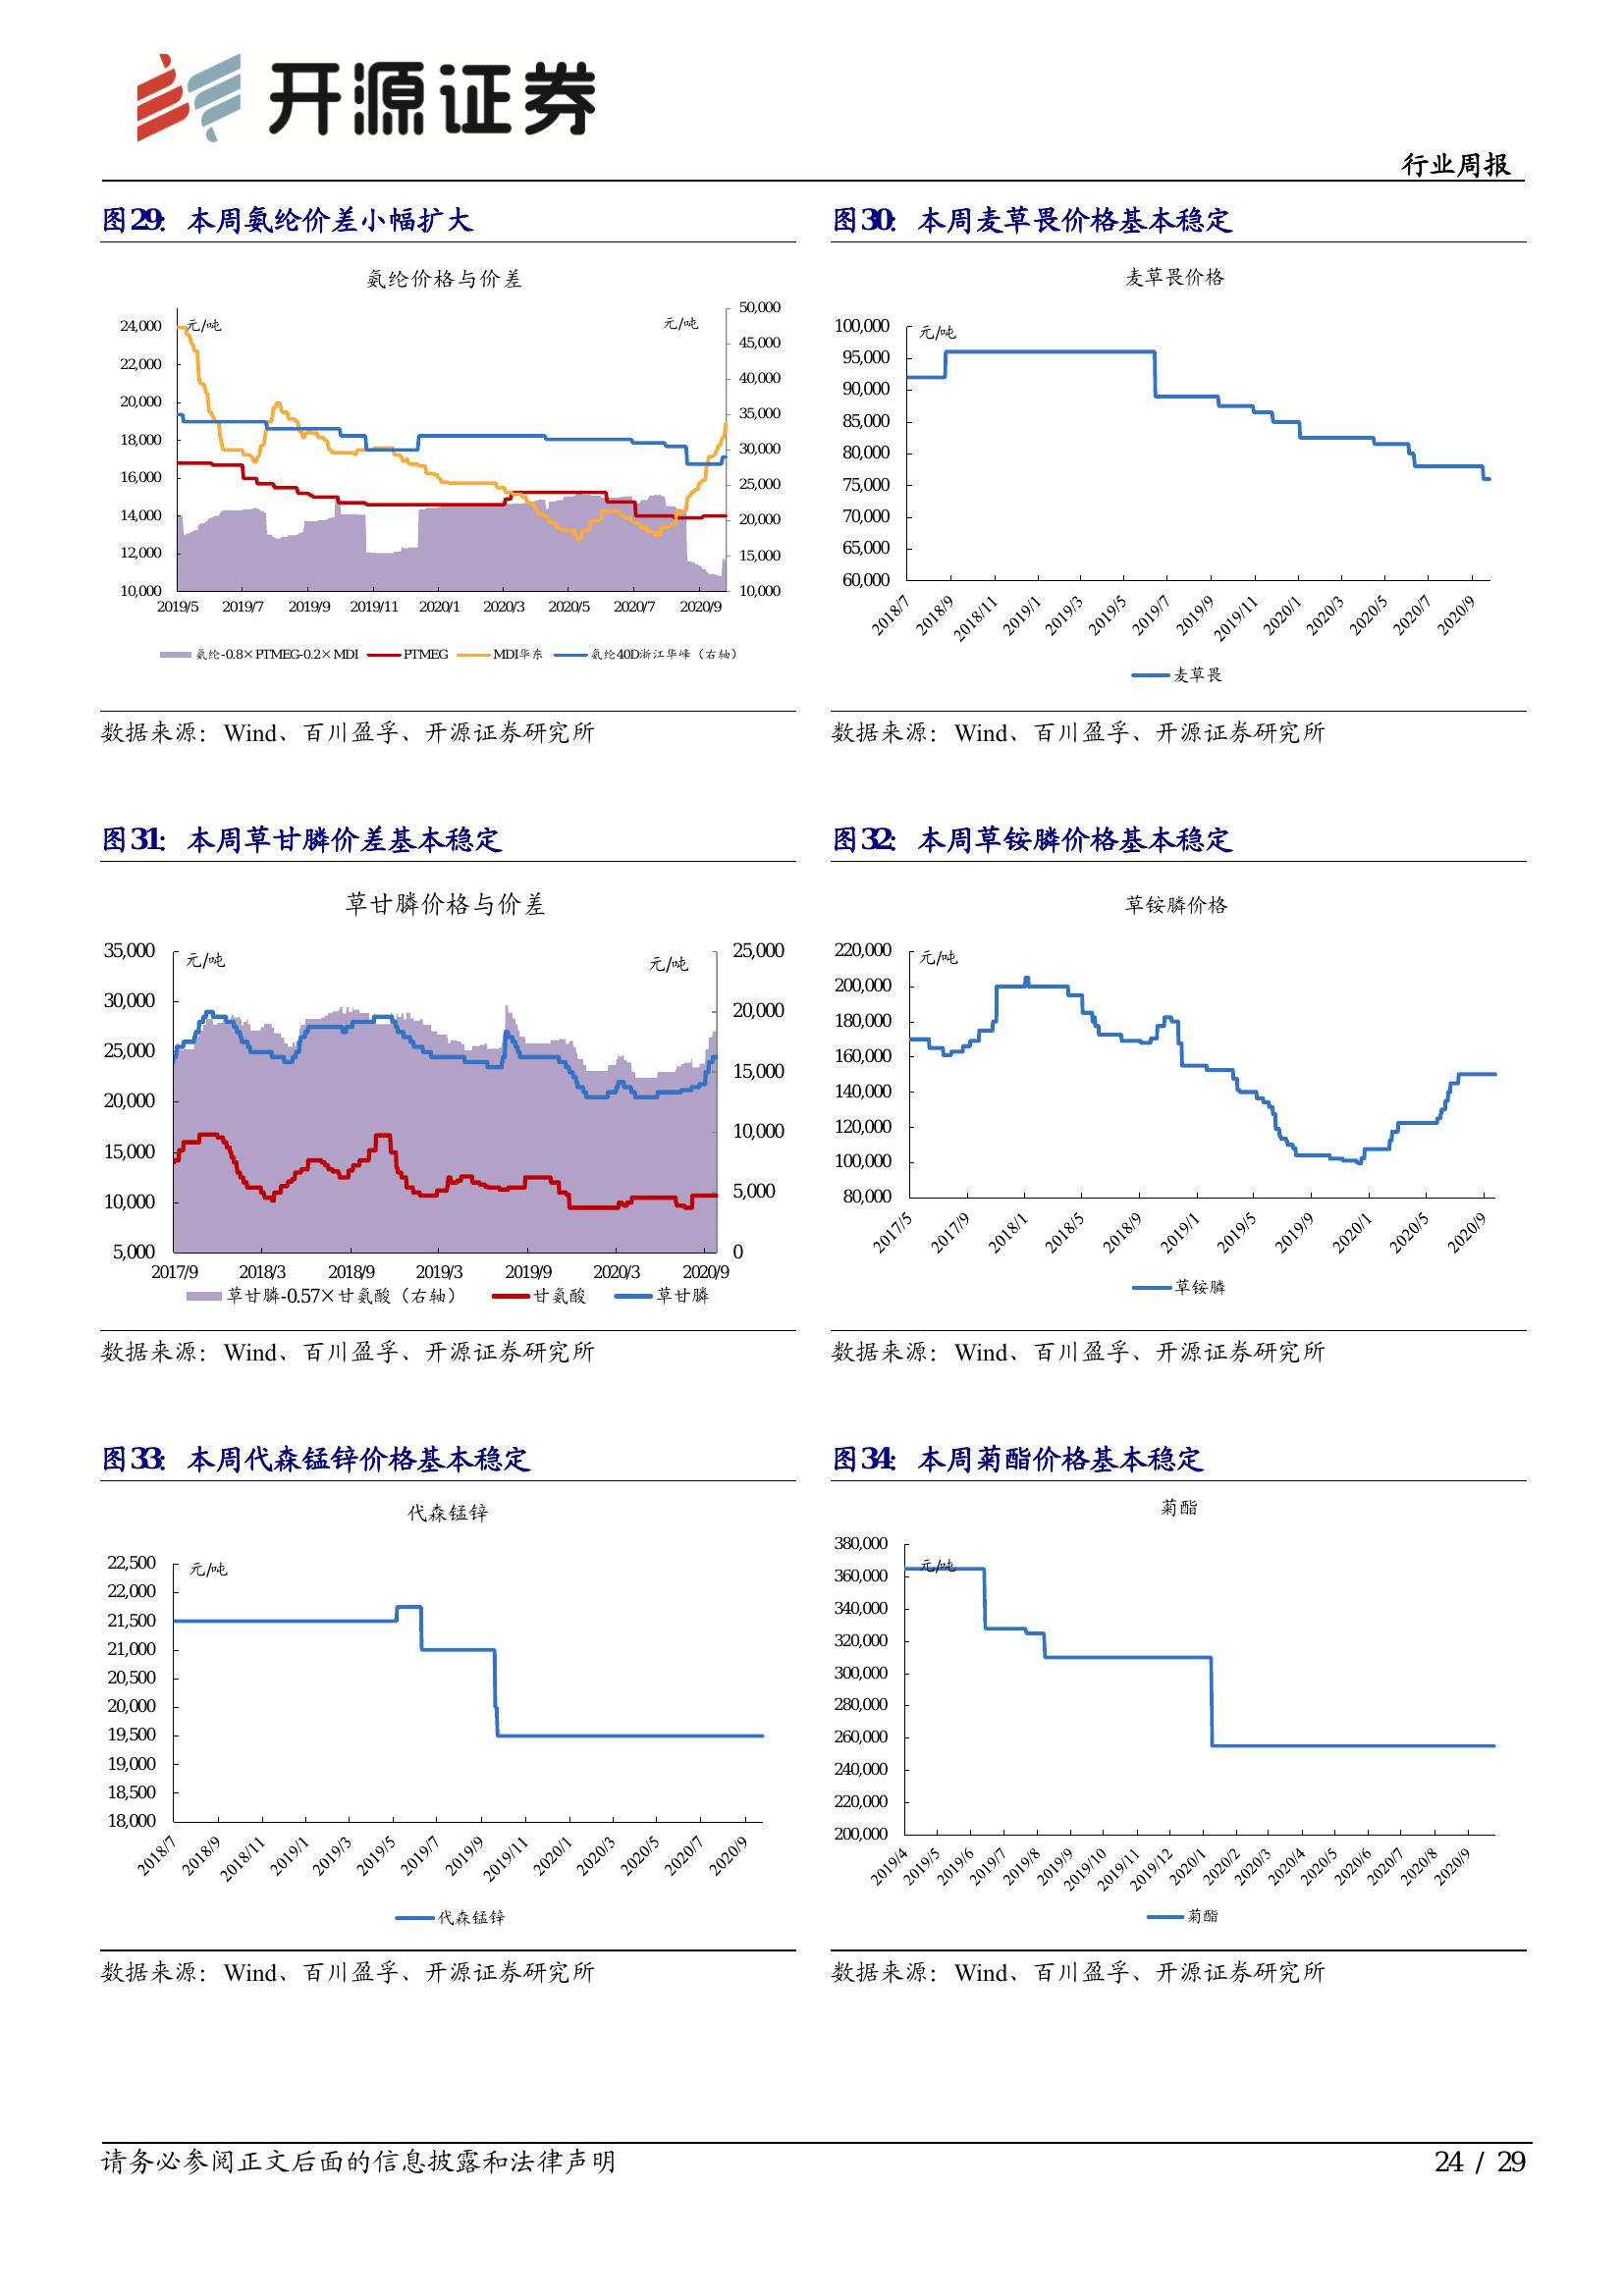 开源证券
行业周报
图29：本周氨纶价差小幅扩大
氨纶价格与价差
元/吨
元/吨
24,000
22,000
20,000
18,000
16,000
14,000
12,000
10,000
50,000
45,000
40,000
35,000
30,000
25,000
20,000
15,000
10,000
2019/5 2019/7 2019/9 2019/11 2020/1 2020/3 2020/5 2020/7 2020/9
氨纶-0.8×PTMEG-0.2×MDI PTMEG MDI华东 氨纶40D浙江华峰（右轴）
数据来源：Wind、百川盈孚、开源证券研究所
图30：本周麦草畏价格基本稳定
麦草畏价格
元/吨
100,000
95,000
90,000
85,000
80,000
75,000
70,000
65,000
60,000
2018/7 2018/9 2018/11 2019/1 2019/3 2019/5 2019/7 2019/9 2019/11 2020/1 2020/3 2020/5 2020/7 2020/9
麦草畏
数据来源：Wind、百川盈孚、开源证券研究所
图31：本周草甘膦价差基本稳定
草甘膦价格与价差
元/吨
元/吨
35,000
30,000
25,000
20,000
15,000
10,000
5,000
25,000
20,000
15,000
10,000
5,000
0
2017/9 2018/3 2018/9 2019/3 2019/9 2020/3 2020/9
草甘膦-0.57×甘氨酸（右轴） 甘氨酸 草甘膦
数据来源：Wind、百川盈孚、开源证券研究所
图32：本周草铵膦价格基本稳定
草铵膦价格
元/吨
220,000
200,000
180,000
160,000
140,000
120,000
100,000
80,000
2017/5 2017/9 2018/1 2018/5 2018/9 2019/1 2019/5 2019/9 2020/1 2020/5 2020/9
草铵膦
数据来源：Wind、百川盈孚、开源证券研究所
图33：本周代森锰锌价格基本稳定
代森锰锌
元/吨
22,500
22,000
21,500
21,000
20,500
20,000
19,500
19,000
18,500
18,000
2018/7 2018/9 2018/11 2019/1 2019/3 2019/5 2019/7 2019/9 2019/11 2020/1 2020/3 2020/5 2020/7 2020/9
代森锰锌
数据来源：Wind、百川盈孚、开源证券研究所
图34：本周菊酯价格基本稳定
菊酯
元/吨
380,000
360,000
340,000
320,000
300,000
280,000
260,000
240,000
220,000
200,000
2019/4 2019/5 2019/6 2019/7 2019/8 2019/9 2019/10 2019/11 2019/12 2020/1 2020/2 2020/3 2020/4 2020/5 2020/6 2020/7 2020/8 2020/9
菊酯
数据来源：Wind、百川盈孚、开源证券研究所
请务必参阅正文后面的信息披露和法律声明
24 / 29